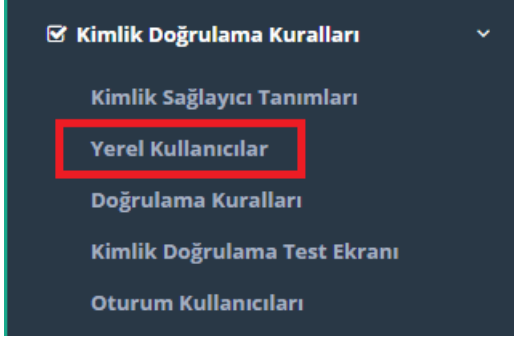 Kimlik Doğrulama Kuralları
Kimlik Sağlayıcı Tanımları
Yerel Kullanıcılar
Doğrulama Kuralları
Kimlik Doğrulama Test Ekranı
Oturum Kullanıcıları